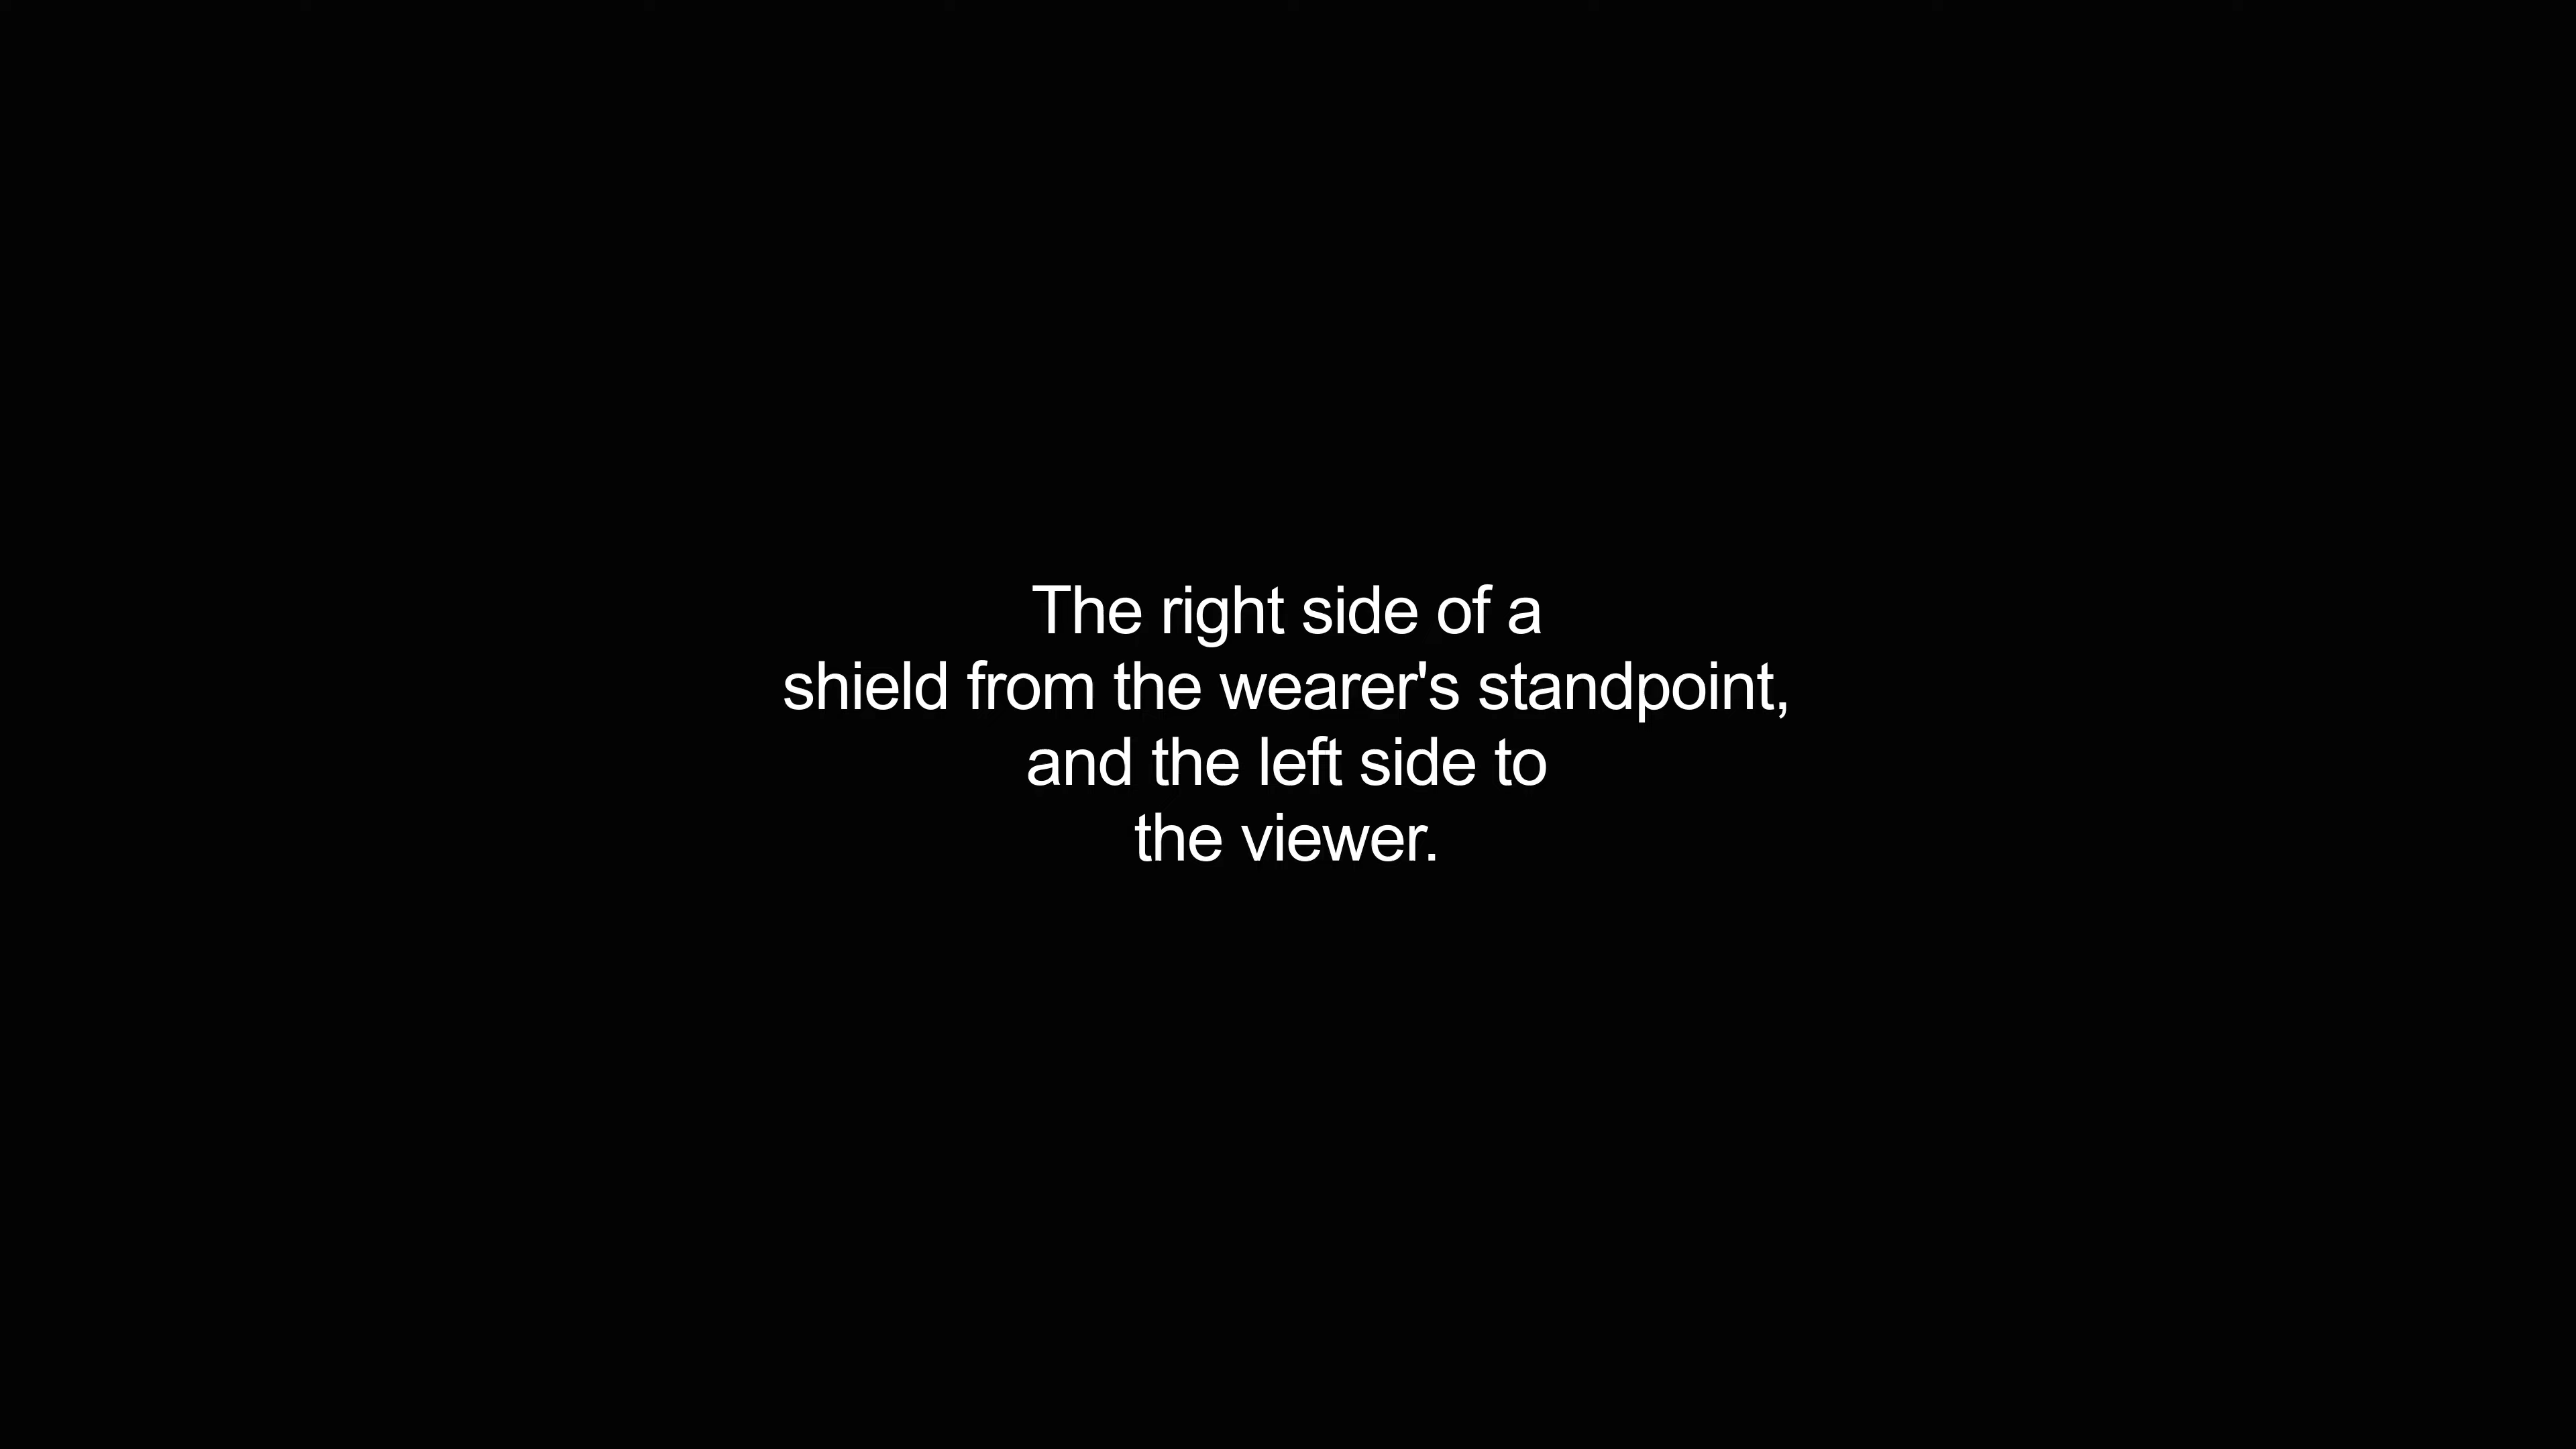 The right side of a
shield from the wearer's standpoint,
and the left side to
the viewer.